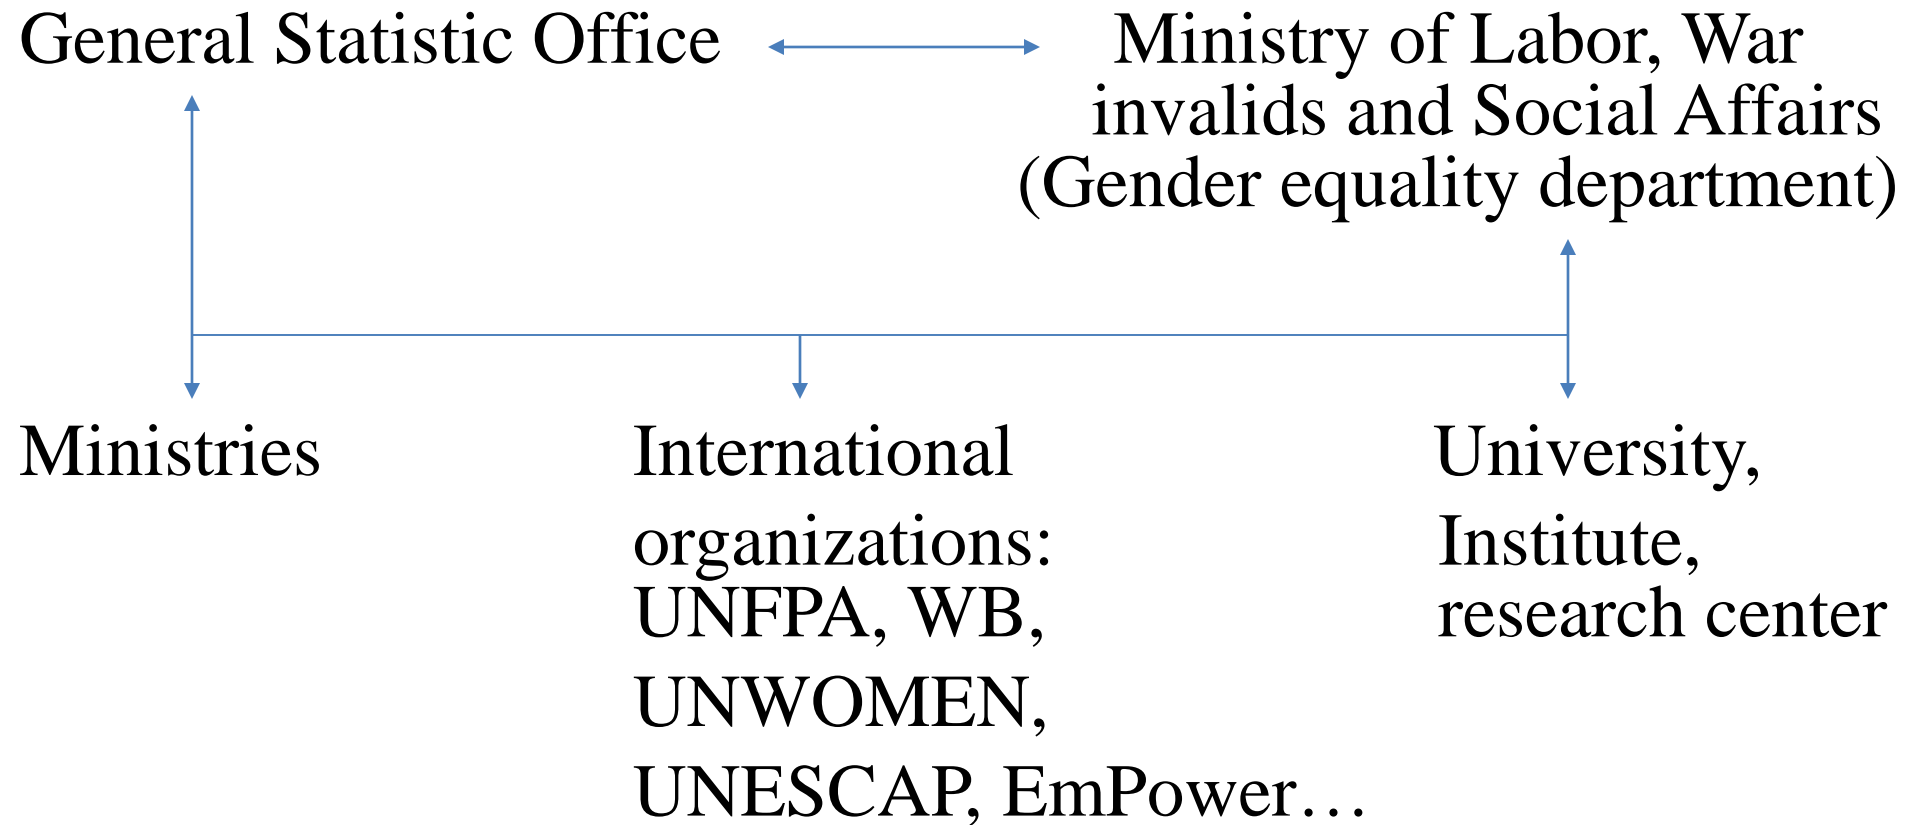 General Statistic Office
Ministry of Labor, War
invalids and Social Affairs
(Gender equality department)
Ministries
International
organizations:
UNFPA, WB,
UNWOMEN,
UNESCAP, EmPower…
University,
Institute,
research center